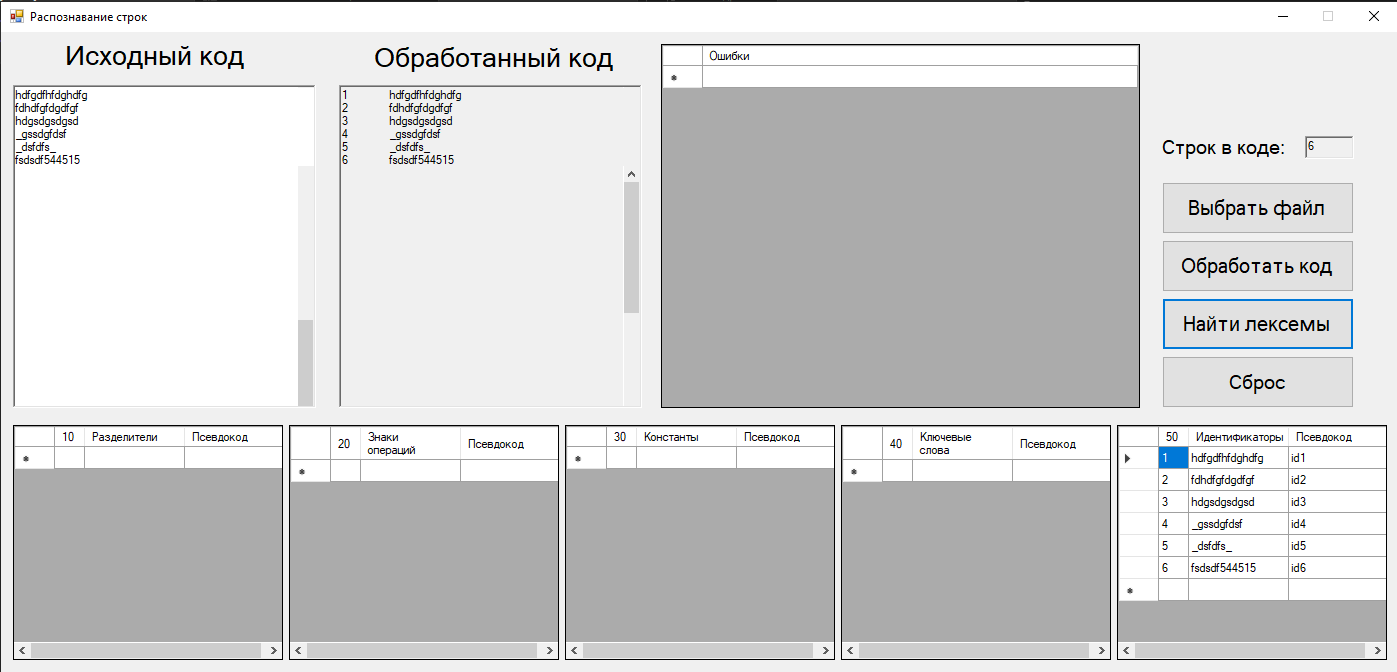 Распознавание строк
Исходный код
hdfgdfhfdghdfg
fdhdfgfdgdfgf
hdgsdgsdgsd
_gssdgfdsf
_dsfdfs_
fsdsdf544515
Обработанный код
1 hdfgdfhfdghdfg
2 fdhdfgfdgdfgf
3 hdgsdgsdgsd
4 _gssdgfdsf
5 _dsfdfs_
6 fsdsdf544515
Ошибки
Строк в коде: 6
Выбрать файл
Обработать код
Найти лексемы
Сброс
10 Разделители Псевдокод
20 Знаки
операций Псевдокод
30 Константы Псевдокод
40 Ключевые
слова Псевдокод
50 Идентификаторы Псевдокод
1 hdfgdfhfdghdfg id1
2 fdhdfgfdgdfgf id2
3 hdgsdgsdgsd id3
4 _gssdgfdsf id4
5 _dsfdfs_ id5
6 fsdsdf544515 id6